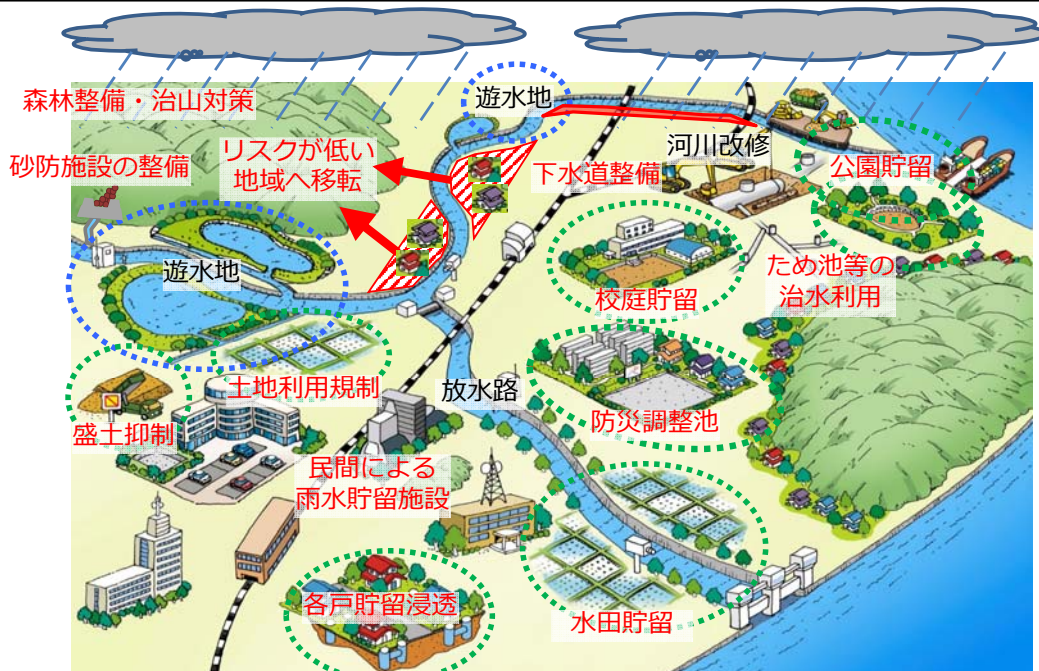 森林整備・治山対策
遊水地
砂防施設の整備
リスクが低い
地域へ移転
下水道整備
河川改修
公園貯留
遊水地
校庭貯留
ため池等の
治水利用
土地利用規制
放水路
防災調整池
盛土抑制
民間による
雨水貯留施設
各戸貯留浸透
水田貯留